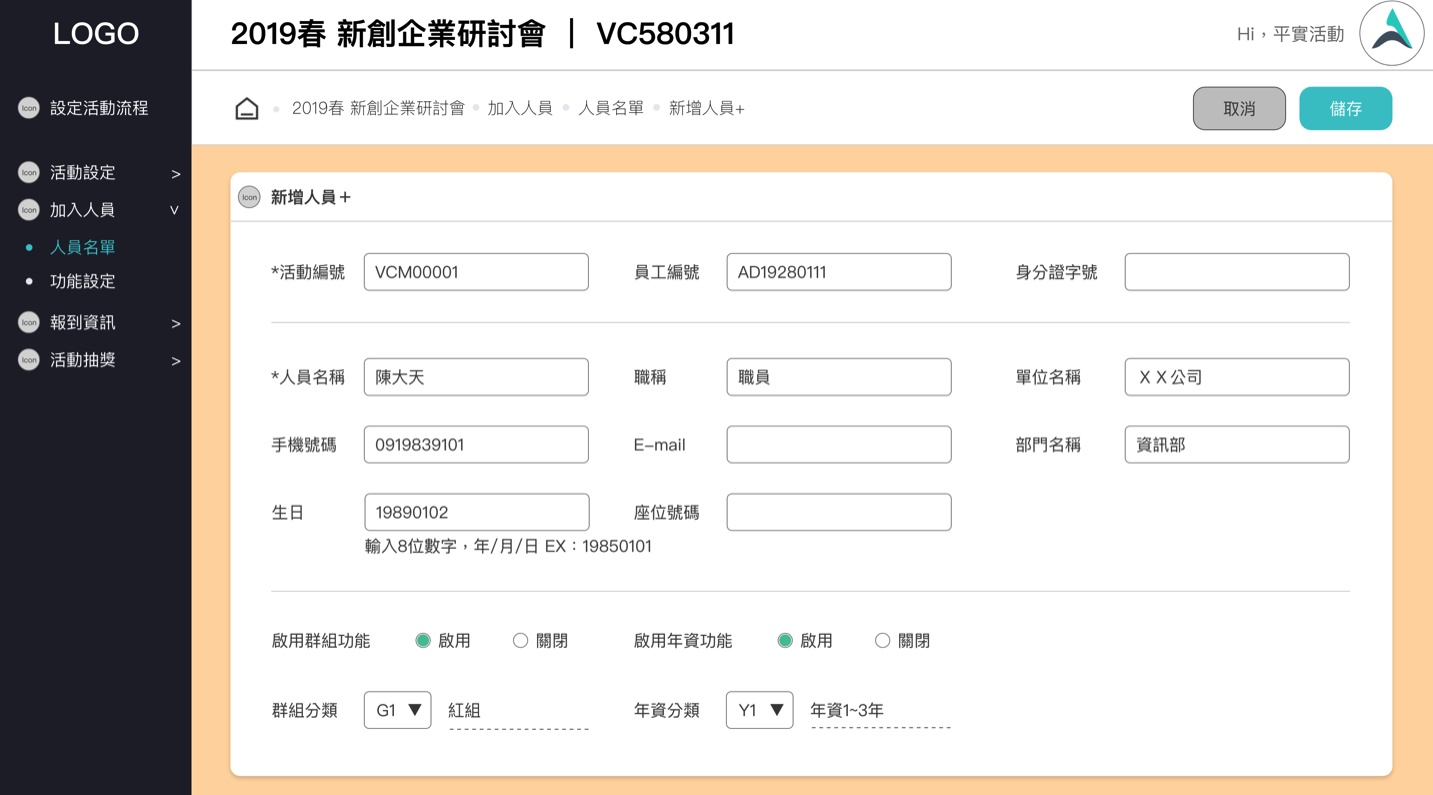 LOGO
2019春 新創企業研討會 | VC580311
Hi，平實活動
Icon 設定活動流程
Icon 活動設定 >
Icon 加入人員 v
人員名單
功能設定
Icon 報到資訊 >
Icon 活動抽獎 >
2019春 新創企業研討會 加入人員 人員名單 新增人員+
取消 儲存
Icon 新增人員＋
*活動編號 VCM00001 員工編號 AD19280111 身分證字號
*人員名稱 陳大天 職稱 職員 單位名稱 ＸＸ公司
手機號碼 0919839101 E-mail 部門名稱 資訊部
生日 19890102 座位號碼
輸入8位數字，年/月/日 EX：19850101
啟用群組功能 啟用 關閉 啟用年資功能 啟用 關閉
群組分類 G1 ▼ 紅組 年資分類 Y1 ▼ 年資1~3年